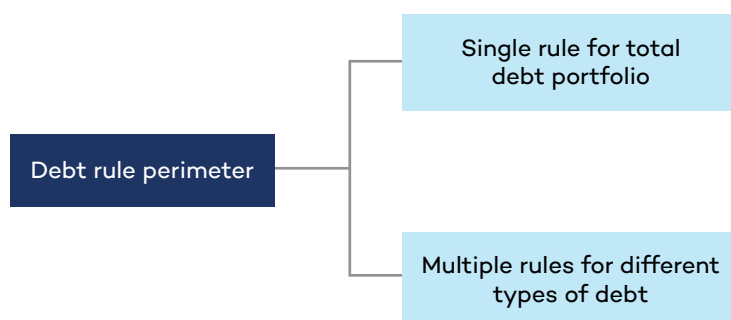 Single rule for total
debt portfolio
Debt rule perimeter
Multiple rules for different
types of debt